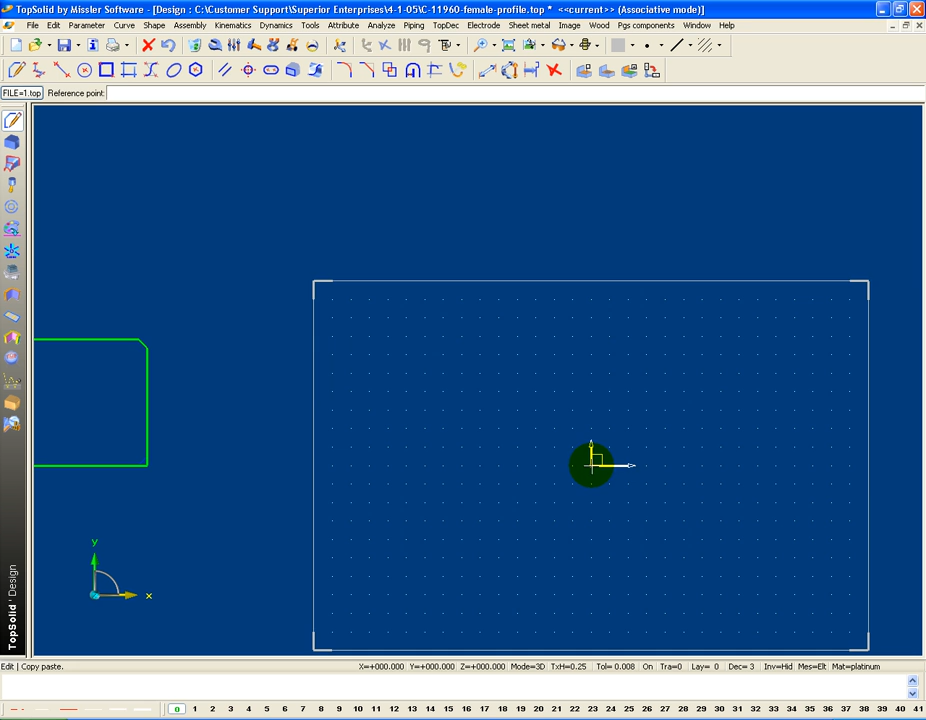 TopSolid by Missler Software - [Design : C:\Customer Support\Superior Enterprises\4-1-05\C-11960-female-profile.top * <<current>> (Associative mode)]
File Edit Parameter Curve Shape Assembly Kinematics Dynamics Tools Attribute Analyze Piping TopDec Electrode Sheet metal Image Wood Pgs components Window Help
FILE=1.top Reference point:
y
x
TopSolid'Design
Edit | Copy paste. X=+000.000 Y=+000.000 Z=+000.000 Mode=3D TxH=0.25 Tol= 0.008 On Tra=0 Lay= 0 Dec= 3 Inv=Hid Mes=Elt Mat=platinum
0 1 2 3 4 5 6 7 8 9 10 11 12 13 14 15 16 17 18 19 20 21 22 23 24 25 26 27 28 29 30 31 32 33 34 35 36 37 38 39 40 41